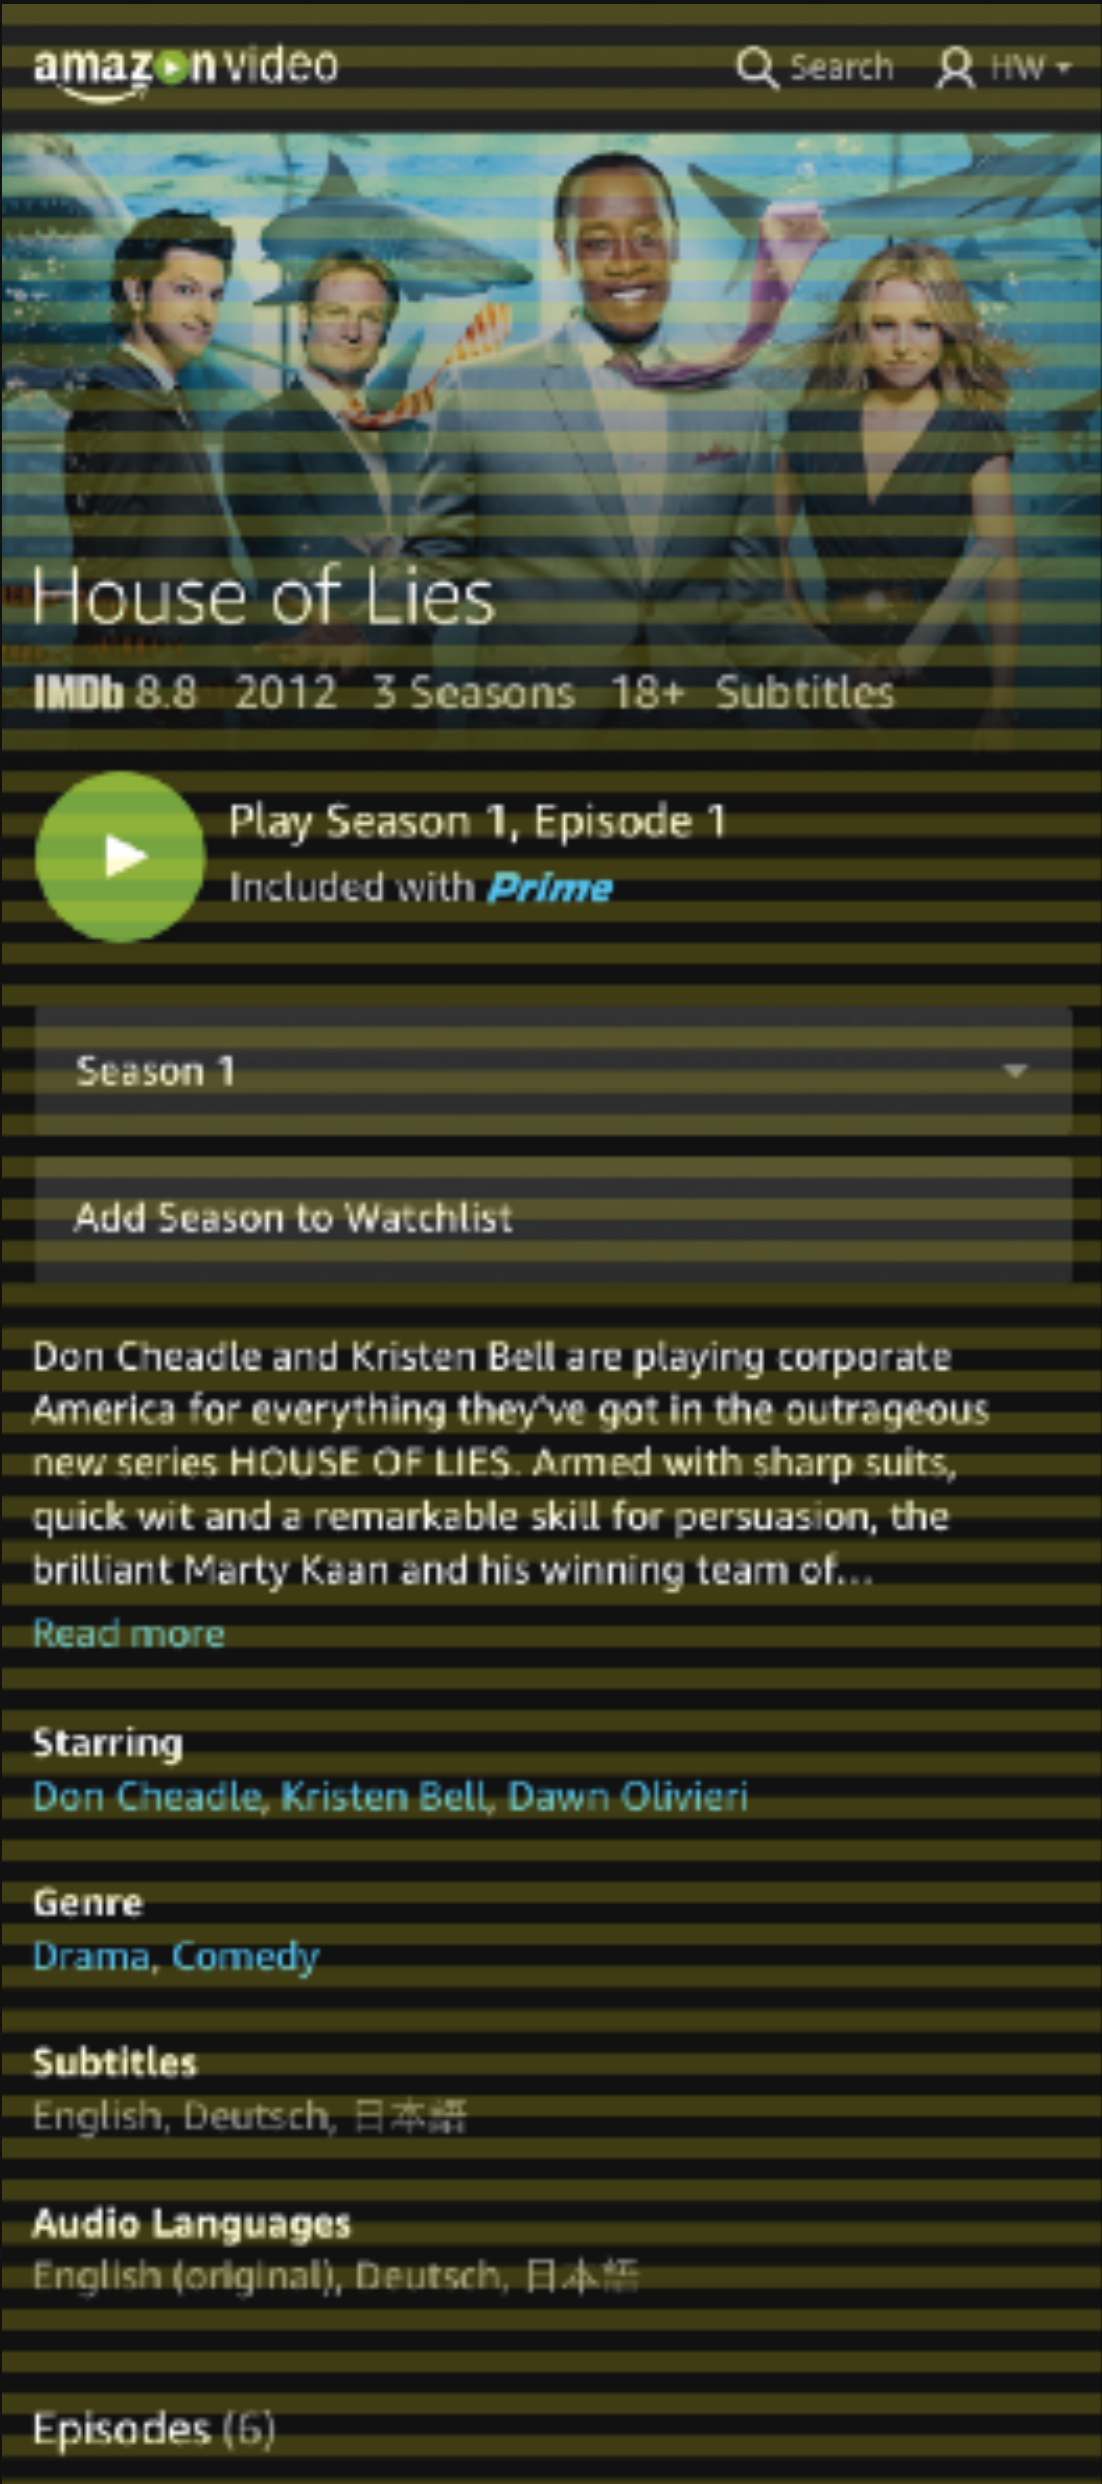 amazon video
Search HW
House of Lies
IMDb 8.8 2012 3 Seasons 18+ Subtitles
Play Season 1, Episode 1
Included with Prime
Season 1
Add Season to Watchlist
Don Cheadle and Kristen Bell are playing corporate
America for everything they've got in the outrageous
new series HOUSE OF LIES. Armed with sharp suits,
quick wit and a remarkable skill for persuasion, the
brilliant Marty Kaan and his winning team of...
Read more
Starring
Don Cheadle, Kristen Bell, Dawn Olivieri
Genre
Drama, Comedy
Subtitles
English, Deutsch, 日本語
Audio Languages
English (original), Deutsch, 日本語
Episodes (6)